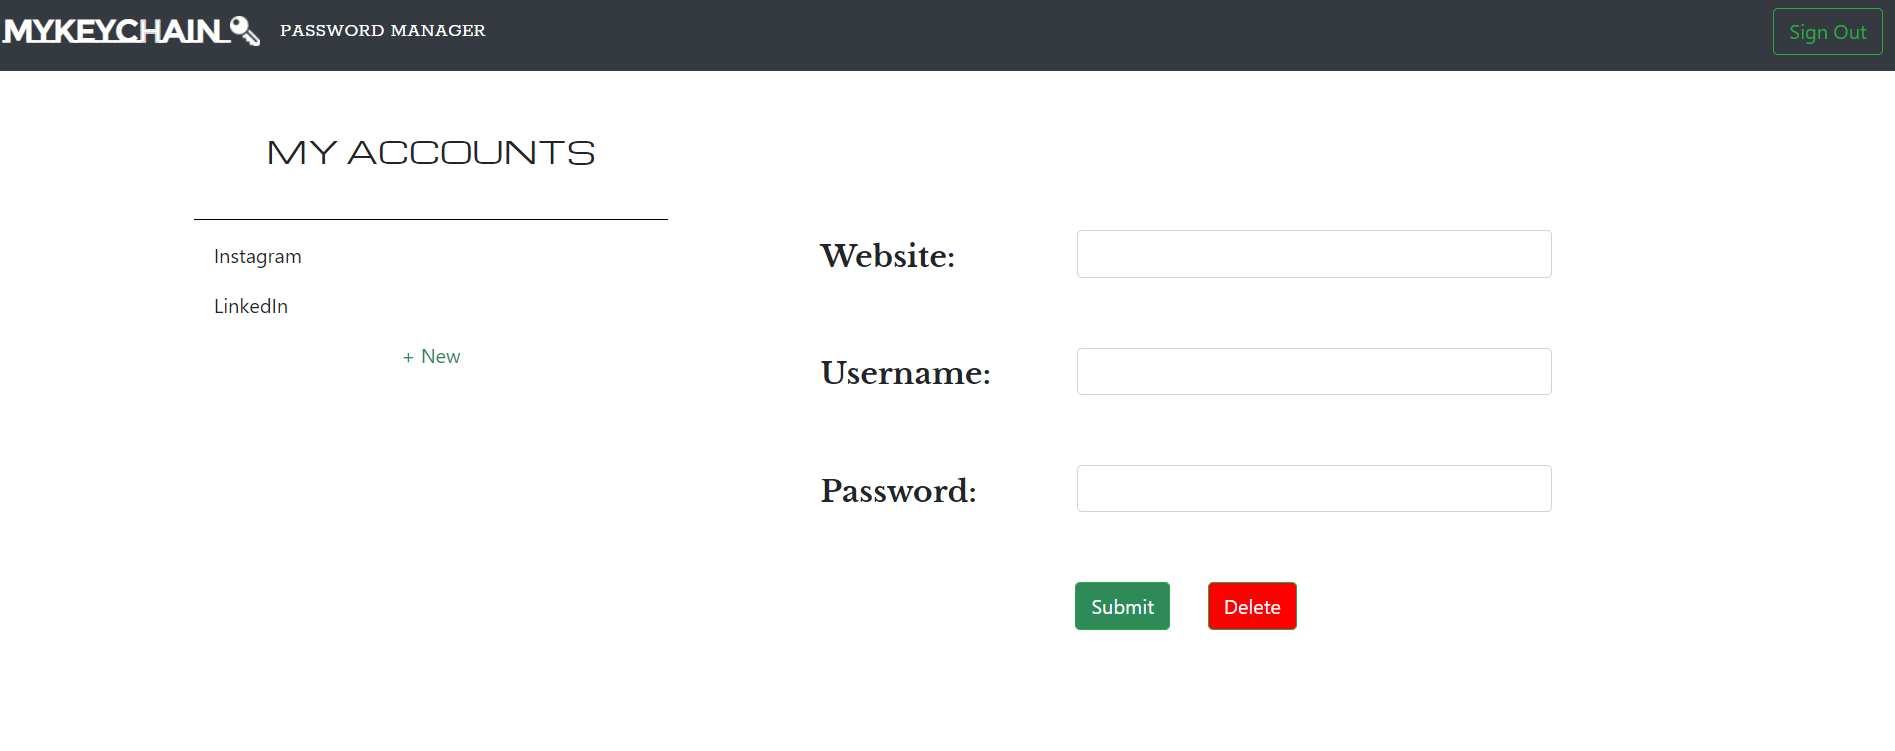 MYKEYCHAIN PASSWORD MANAGER Sign Out
MY ACCOUNTS
Instagram
LinkedIn
+ New
Website:
Username:
Password:
Submit Delete